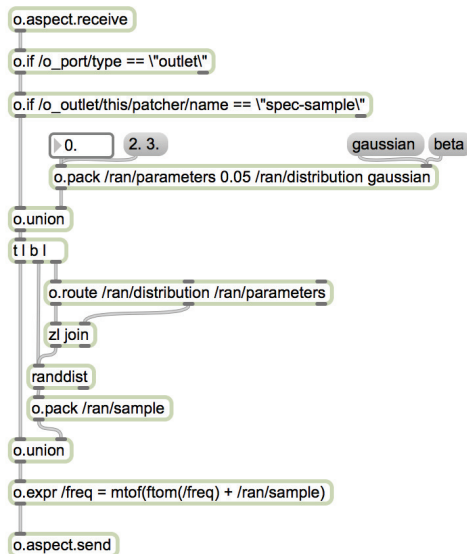 o.aspect.receive
o.if /o_port/type == \"outlet\"
o.if /o_outlet/this/patcher/name == \"spec-sample\"
0. 2. 3. gaussian beta
o.pack /ran/parameters 0.05 /ran/distribution gaussian
o.union
t l b l
o.route /ran/distribution /ran/parameters
zl join
randdist
o.pack /ran/sample
o.union
o.expr /freq = mtof(ftom(/freq) + /ran/sample)
o.aspect.send